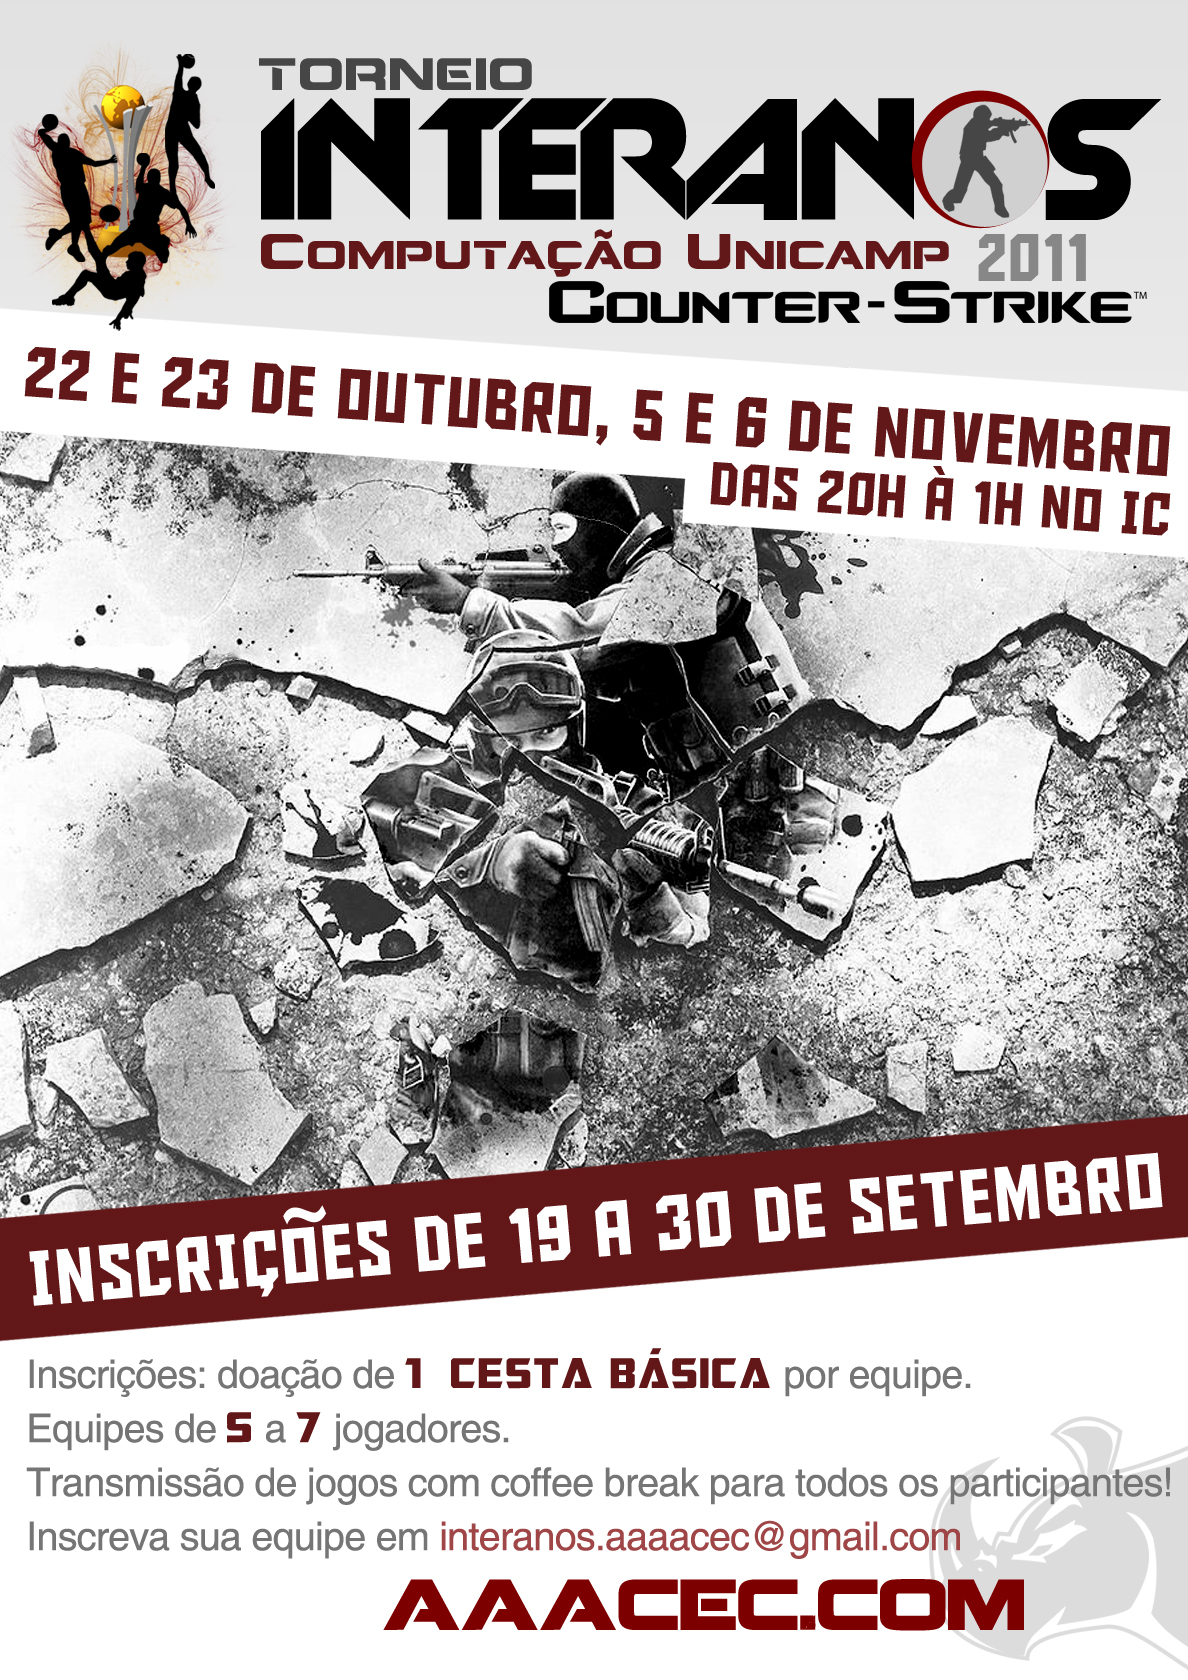 TORNEIO
INTERANOS
COMPUTAÇÃO UNICAMP 2011
COUNTER-STRIKE™
22 E 23 DE OUTUBRO, 5 E 6 DE NOVEMBRO
DAS 20H À 1H NO IC
INSCRIÇÕES DE 19 A 30 DE SETEMBRO
Inscrições: doação de 1 CESTA BÁSICA por equipe.
Equipes de 5 a 7 jogadores.
Transmissão de jogos com coffee break para todos os participantes!
Inscreva sua equipe em interanos.aaaacec@gmail.com
AAACEC.COM